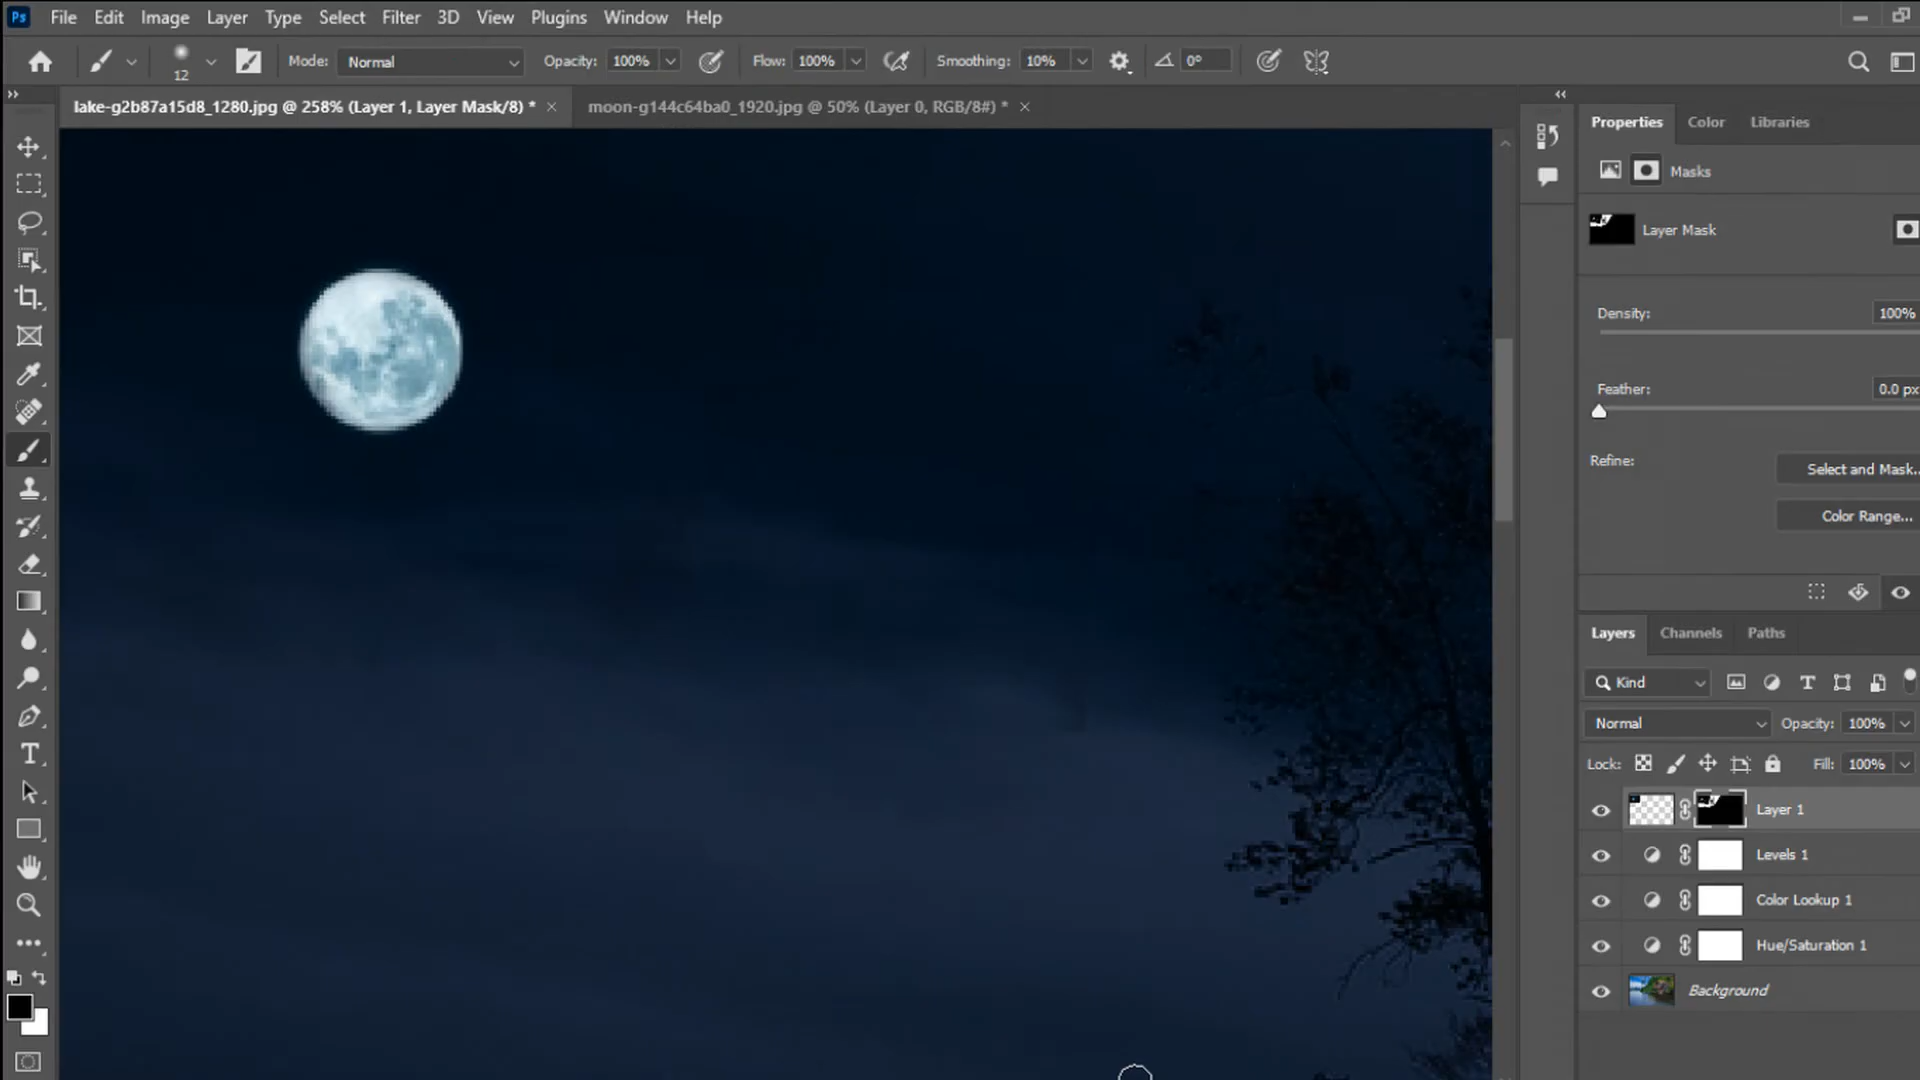 Ps File Edit Image Layer Type Select Filter 3D View Plugins Window Help
12 Mode: Normal Opacity: 100% Flow: 100% Smoothing: 10% 0°
lake-g2b87a15d8_1280.jpg @ 258% (Layer 1, Layer Mask/8) * × moon-g144c64ba0_1920.jpg @ 50% (Layer 0, RGB/8#) * ×
Properties Color Libraries
Masks
Layer Mask
Density: 100%
Feather: 0.0 px
Refine: Select and Mask...
Color Range...
Layers Channels Paths
Kind
Normal Opacity: 100%
Lock: Fill: 100%
Layer 1
Levels 1
Color Lookup 1
Hue/Saturation 1
Background